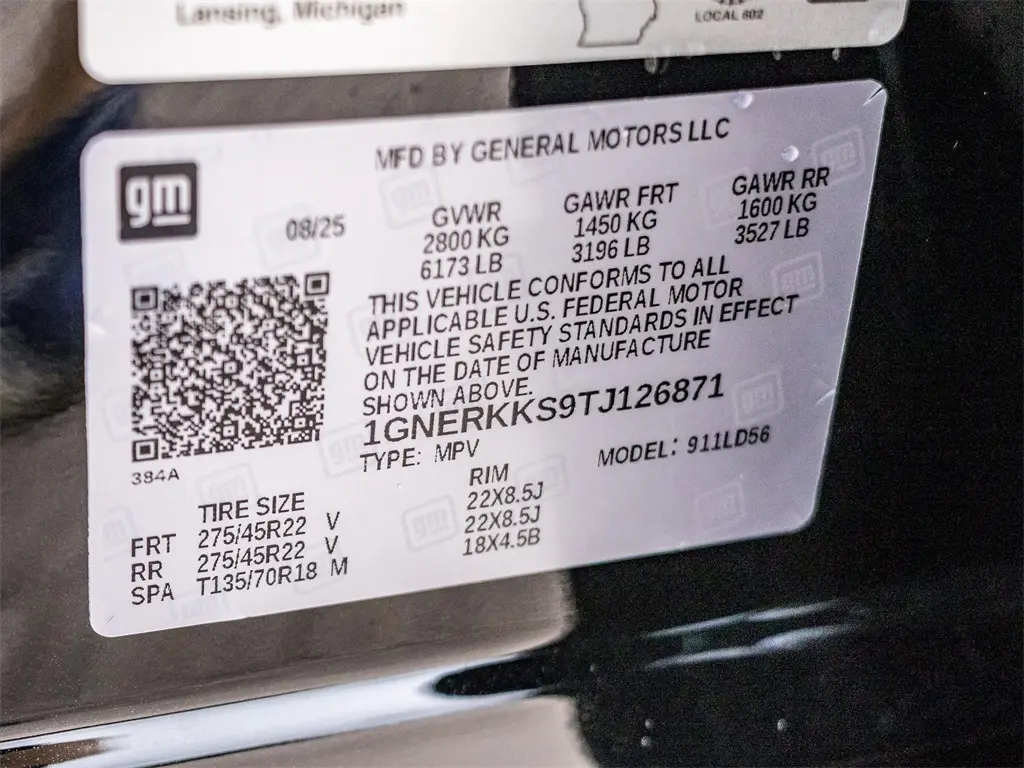 Lansing, Michigan
LOCAL 602
gm
MFD BY GENERAL MOTORS LLC
08/25
GVWR GAWR FRT GAWR RR
2800 KG 1450 KG 1600 KG
6173 LB 3196 LB 3527 LB
THIS VEHICLE CONFORMS TO ALL
APPLICABLE U.S. FEDERAL MOTOR
VEHICLE SAFETY STANDARDS IN EFFECT
ON THE DATE OF MANUFACTURE
SHOWN ABOVE.
1GNERKKS9TJ126871
TYPE: MPV MODEL: 911LD56
384A
TIRE SIZE RIM
FRT 275/45R22 V 22X8.5J
RR 275/45R22 V 22X8.5J
SPA T135/70R18 M 18X4.5B